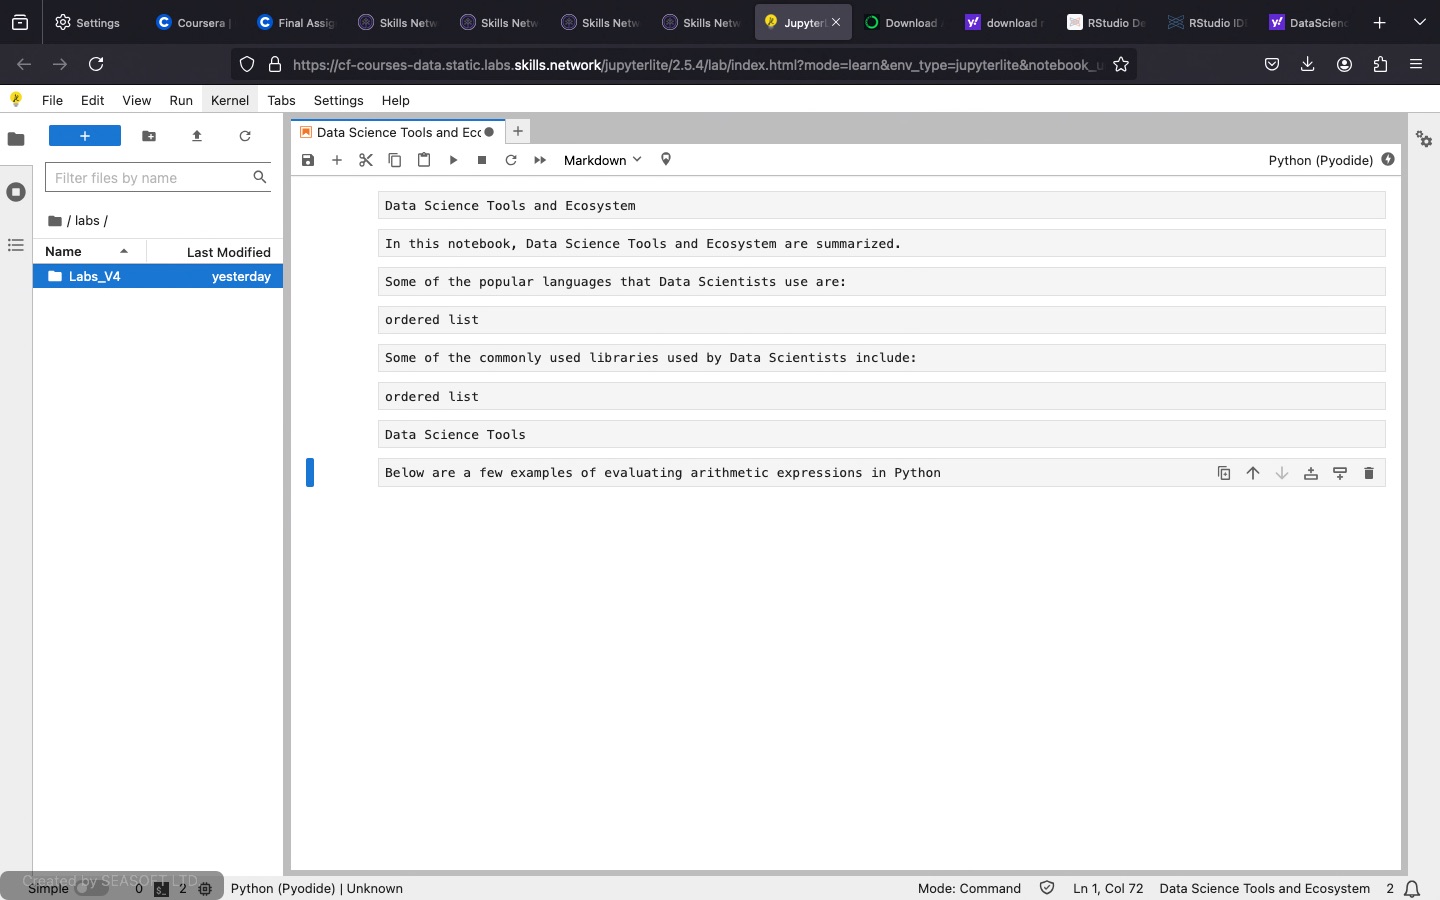 Settings
Coursera |
Final Assig
Skills Netw
Skills Netw
Skills Netw
Skills Netw
Jupyter
Download
download
RStudio De
RStudio IDE
DataScienc
https://cf-courses-data.static.labs.skills.network/jupyterlite/2.5.4/lab/index.html?mode=learn&env_type=jupyterlite&notebook_u
File Edit View Run Kernel Tabs Settings Help
Data Science Tools and Ecc
Markdown
Python (Pyodide)
Filter files by name
/ labs /
Name Last Modified
Labs_V4 yesterday
Data Science Tools and Ecosystem
In this notebook, Data Science Tools and Ecosystem are summarized.
Some of the popular languages that Data Scientists use are:
ordered list
Some of the commonly used libraries used by Data Scientists include:
ordered list
Data Science Tools
Below are a few examples of evaluating arithmetic expressions in Python
Created by SEASOFT LTD
Simple 0 $_ 2 Python (Pyodide) | Unknown Mode: Command Ln 1, Col 72 Data Science Tools and Ecosystem 2